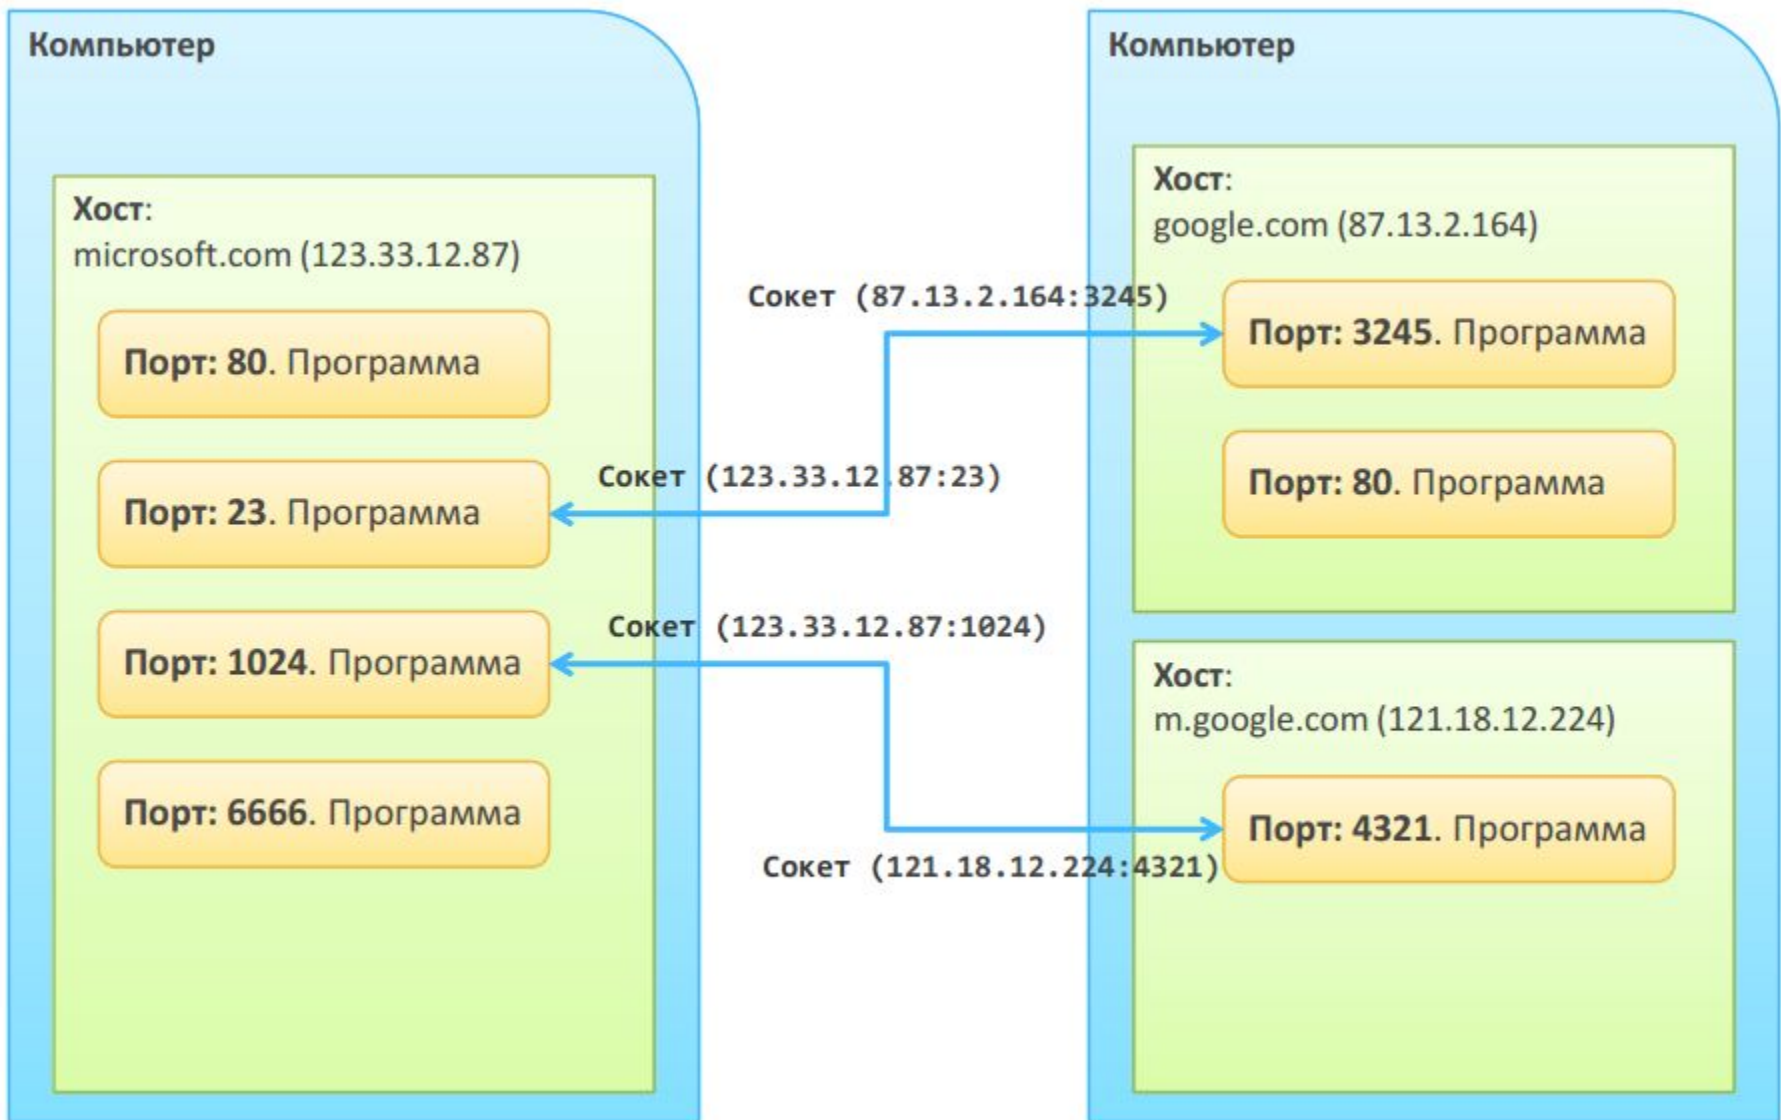 Компьютер
Хост:
microsoft.com (123.33.12.87)
Порт: 80. Программа
Порт: 23. Программа
Порт: 1024. Программа
Порт: 6666. Программа
Сокет (87.13.2.164:3245)
Сокет (123.33.12.87:23)
Сокет (123.33.12.87:1024)
Сокет (121.18.12.224:4321)
Компьютер
Хост:
google.com (87.13.2.164)
Порт: 3245. Программа
Порт: 80. Программа
Хост:
m.google.com (121.18.12.224)
Порт: 4321. Программа